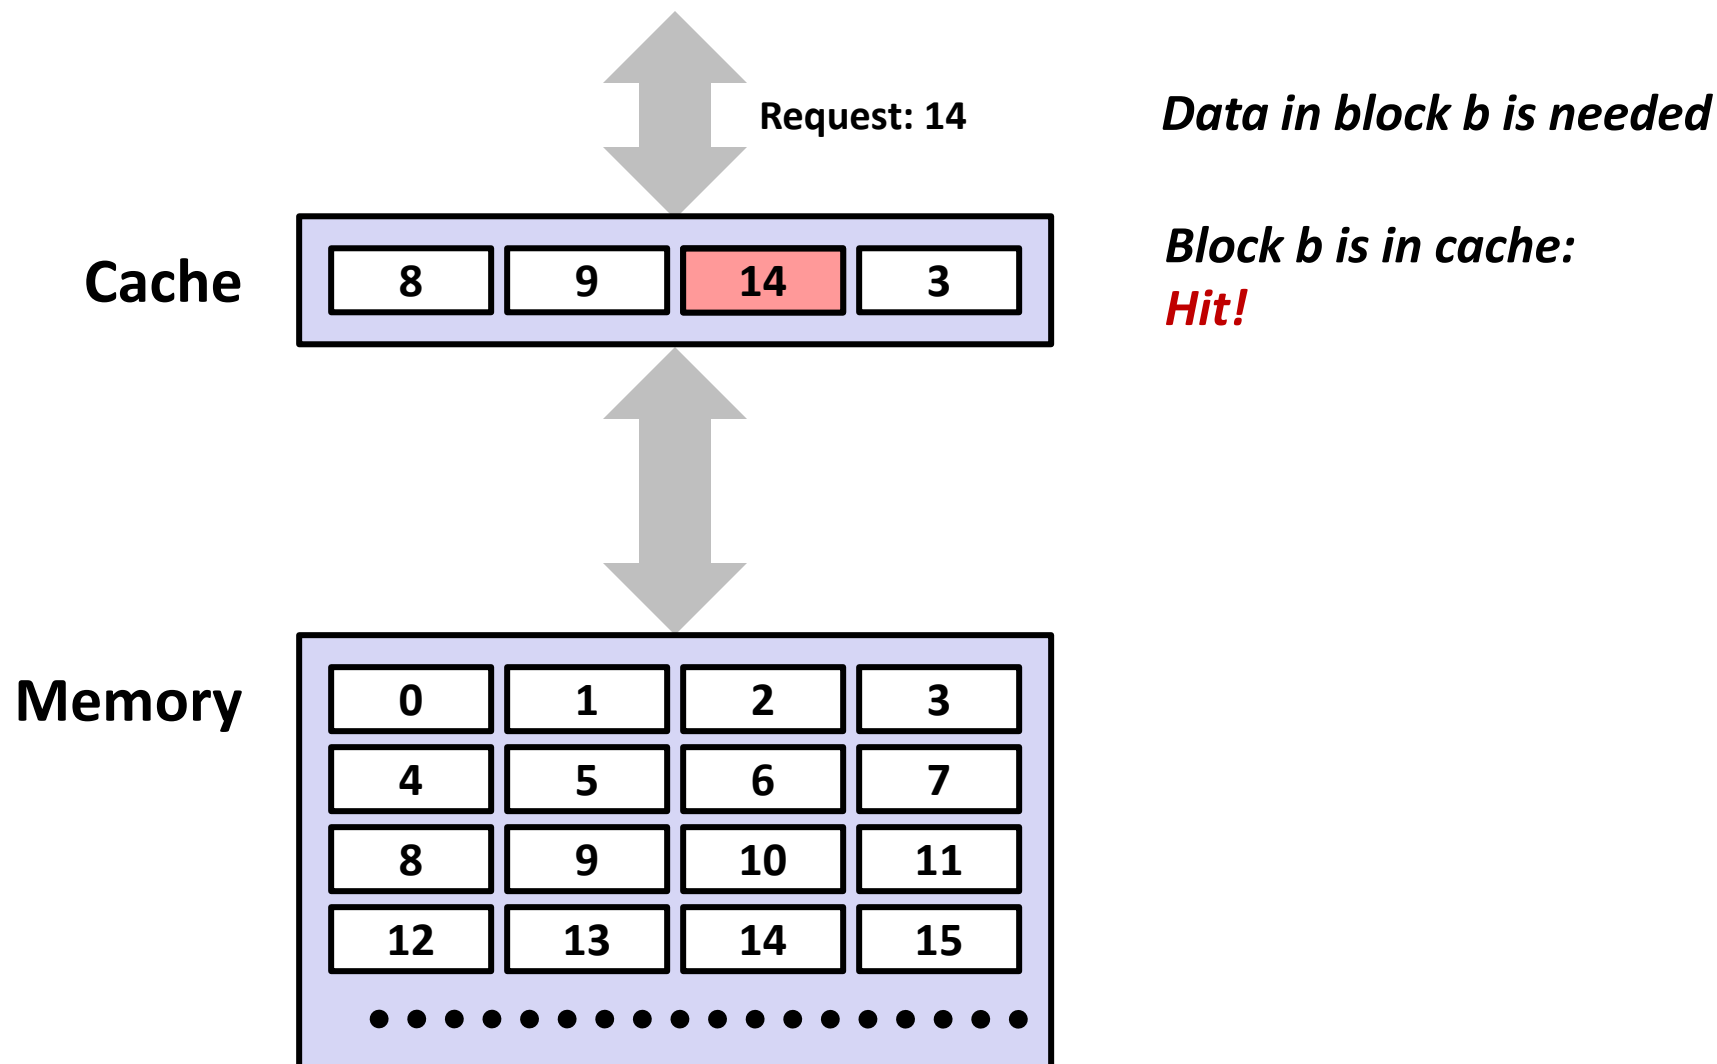 Request: 14
Data in block b is needed
Cache
8 9 14 3
Block b is in cache:
Hit!
Memory
0 1 2 3
4 5 6 7
8 9 10 11
12 13 14 15